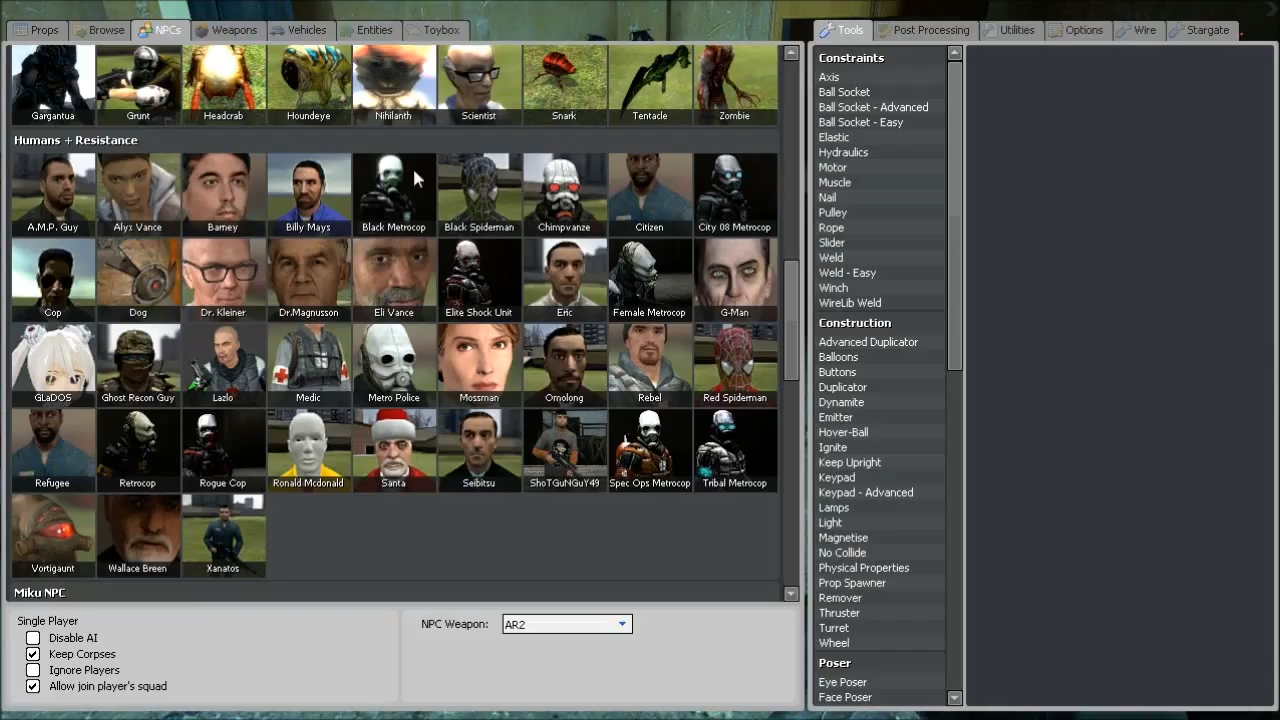 Props Browse NPCs Weapons Vehicles Entities Toybox
Gargantua Grunt Headcrab Houndeye Nihilanth Scientist Snark Tentacle Zombie
Humans + Resistance
A.M.P. Guy Alyx Vance Barney Billy Mays Black Metrocop Black Spiderman Chimpvanze Citizen City 08 Metrocop
Cop Dog Dr. Kleiner Dr.Magnusson Eli Vance Elite Shock Unit Eric Female Metrocop G-Man
GLaDOS Ghost Recon Guy Lazlo Medic Metro Police Mossman Omolong Rebel Red Spiderman
Refugee Retrocop Rogue Cop Ronald Mcdonald Santa Seibitsu ShoTGuNGuY49 Spec Ops Metrocop Tribal Metrocop
Vortigaunt Wallace Breen Xanatos
Miku NPC
Single Player
Disable AI
Keep Corpses
Ignore Players
Allow join player's squad
NPC Weapon: AR2
Tools Post Processing Utilities Options Wire Stargate
Constraints
Axis
Ball Socket
Ball Socket - Advanced
Ball Socket - Easy
Elastic
Hydraulics
Motor
Muscle
Nail
Pulley
Rope
Slider
Weld
Weld - Easy
Winch
WireLib Weld
Construction
Advanced Duplicator
Balloons
Buttons
Duplicator
Dynamite
Emitter
Hover-Ball
Ignite
Keep Upright
Keypad
Keypad - Advanced
Lamps
Light
Magnetise
No Collide
Physical Properties
Prop Spawner
Remover
Thruster
Turret
Wheel
Poser
Eye Poser
Face Poser